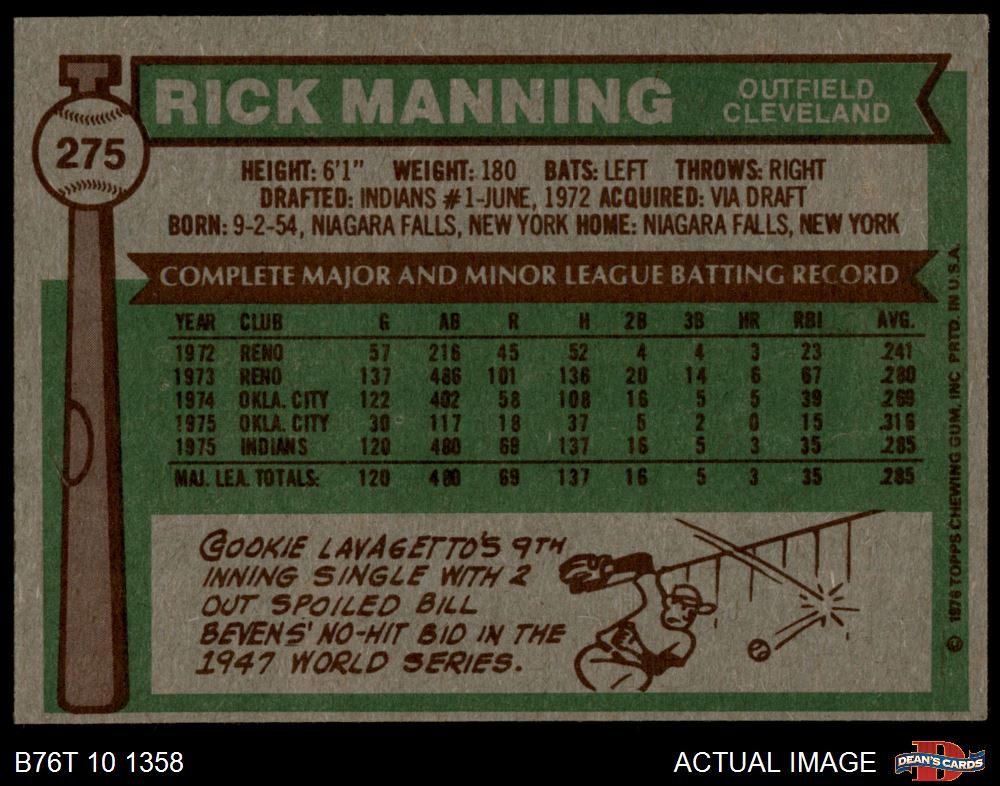 T
275
RICK MANNING
OUTFIELD
CLEVELAND
HEIGHT: 6'1" WEIGHT: 180 BATS: LEFT THROWS: RIGHT
DRAFTED: INDIANS #1-JUNE, 1972 ACQUIRED: VIA DRAFT
BORN: 9-2-54, NIAGARA FALLS, NEW YORK HOME: NIAGARA FALLS, NEW YORK
COMPLETE MAJOR AND MINOR LEAGUE BATTING RECORD
YEAR CLUB G AB R H 2B 3B HR RBI AVG.
1972 RENO 57 216 45 52 4 4 3 23 .241
1973 RENO 137 486 101 136 20 14 6 67 .280
1974 OKLA. CITY 122 402 58 108 16 5 5 39 .269
1975 OKLA. CITY 30 117 18 37 5 2 0 15 .316
1975 INDIANS 120 480 69 137 16 5 3 35 .285
MAJ. LEA. TOTALS: 120 480 69 137 16 5 3 35 .285
COOKIE LAVAGETTO'S 9TH
INNING SINGLE WITH 2
OUT SPOILED BILL
BEVENS' NO-HIT BID IN THE
1947 WORLD SERIES.
© 1976 TOPPS CHEWING GUM, INC PRTD. IN U.S.A.
B76T 10 1358
ACTUAL IMAGE
D
DEAN'S CARDS